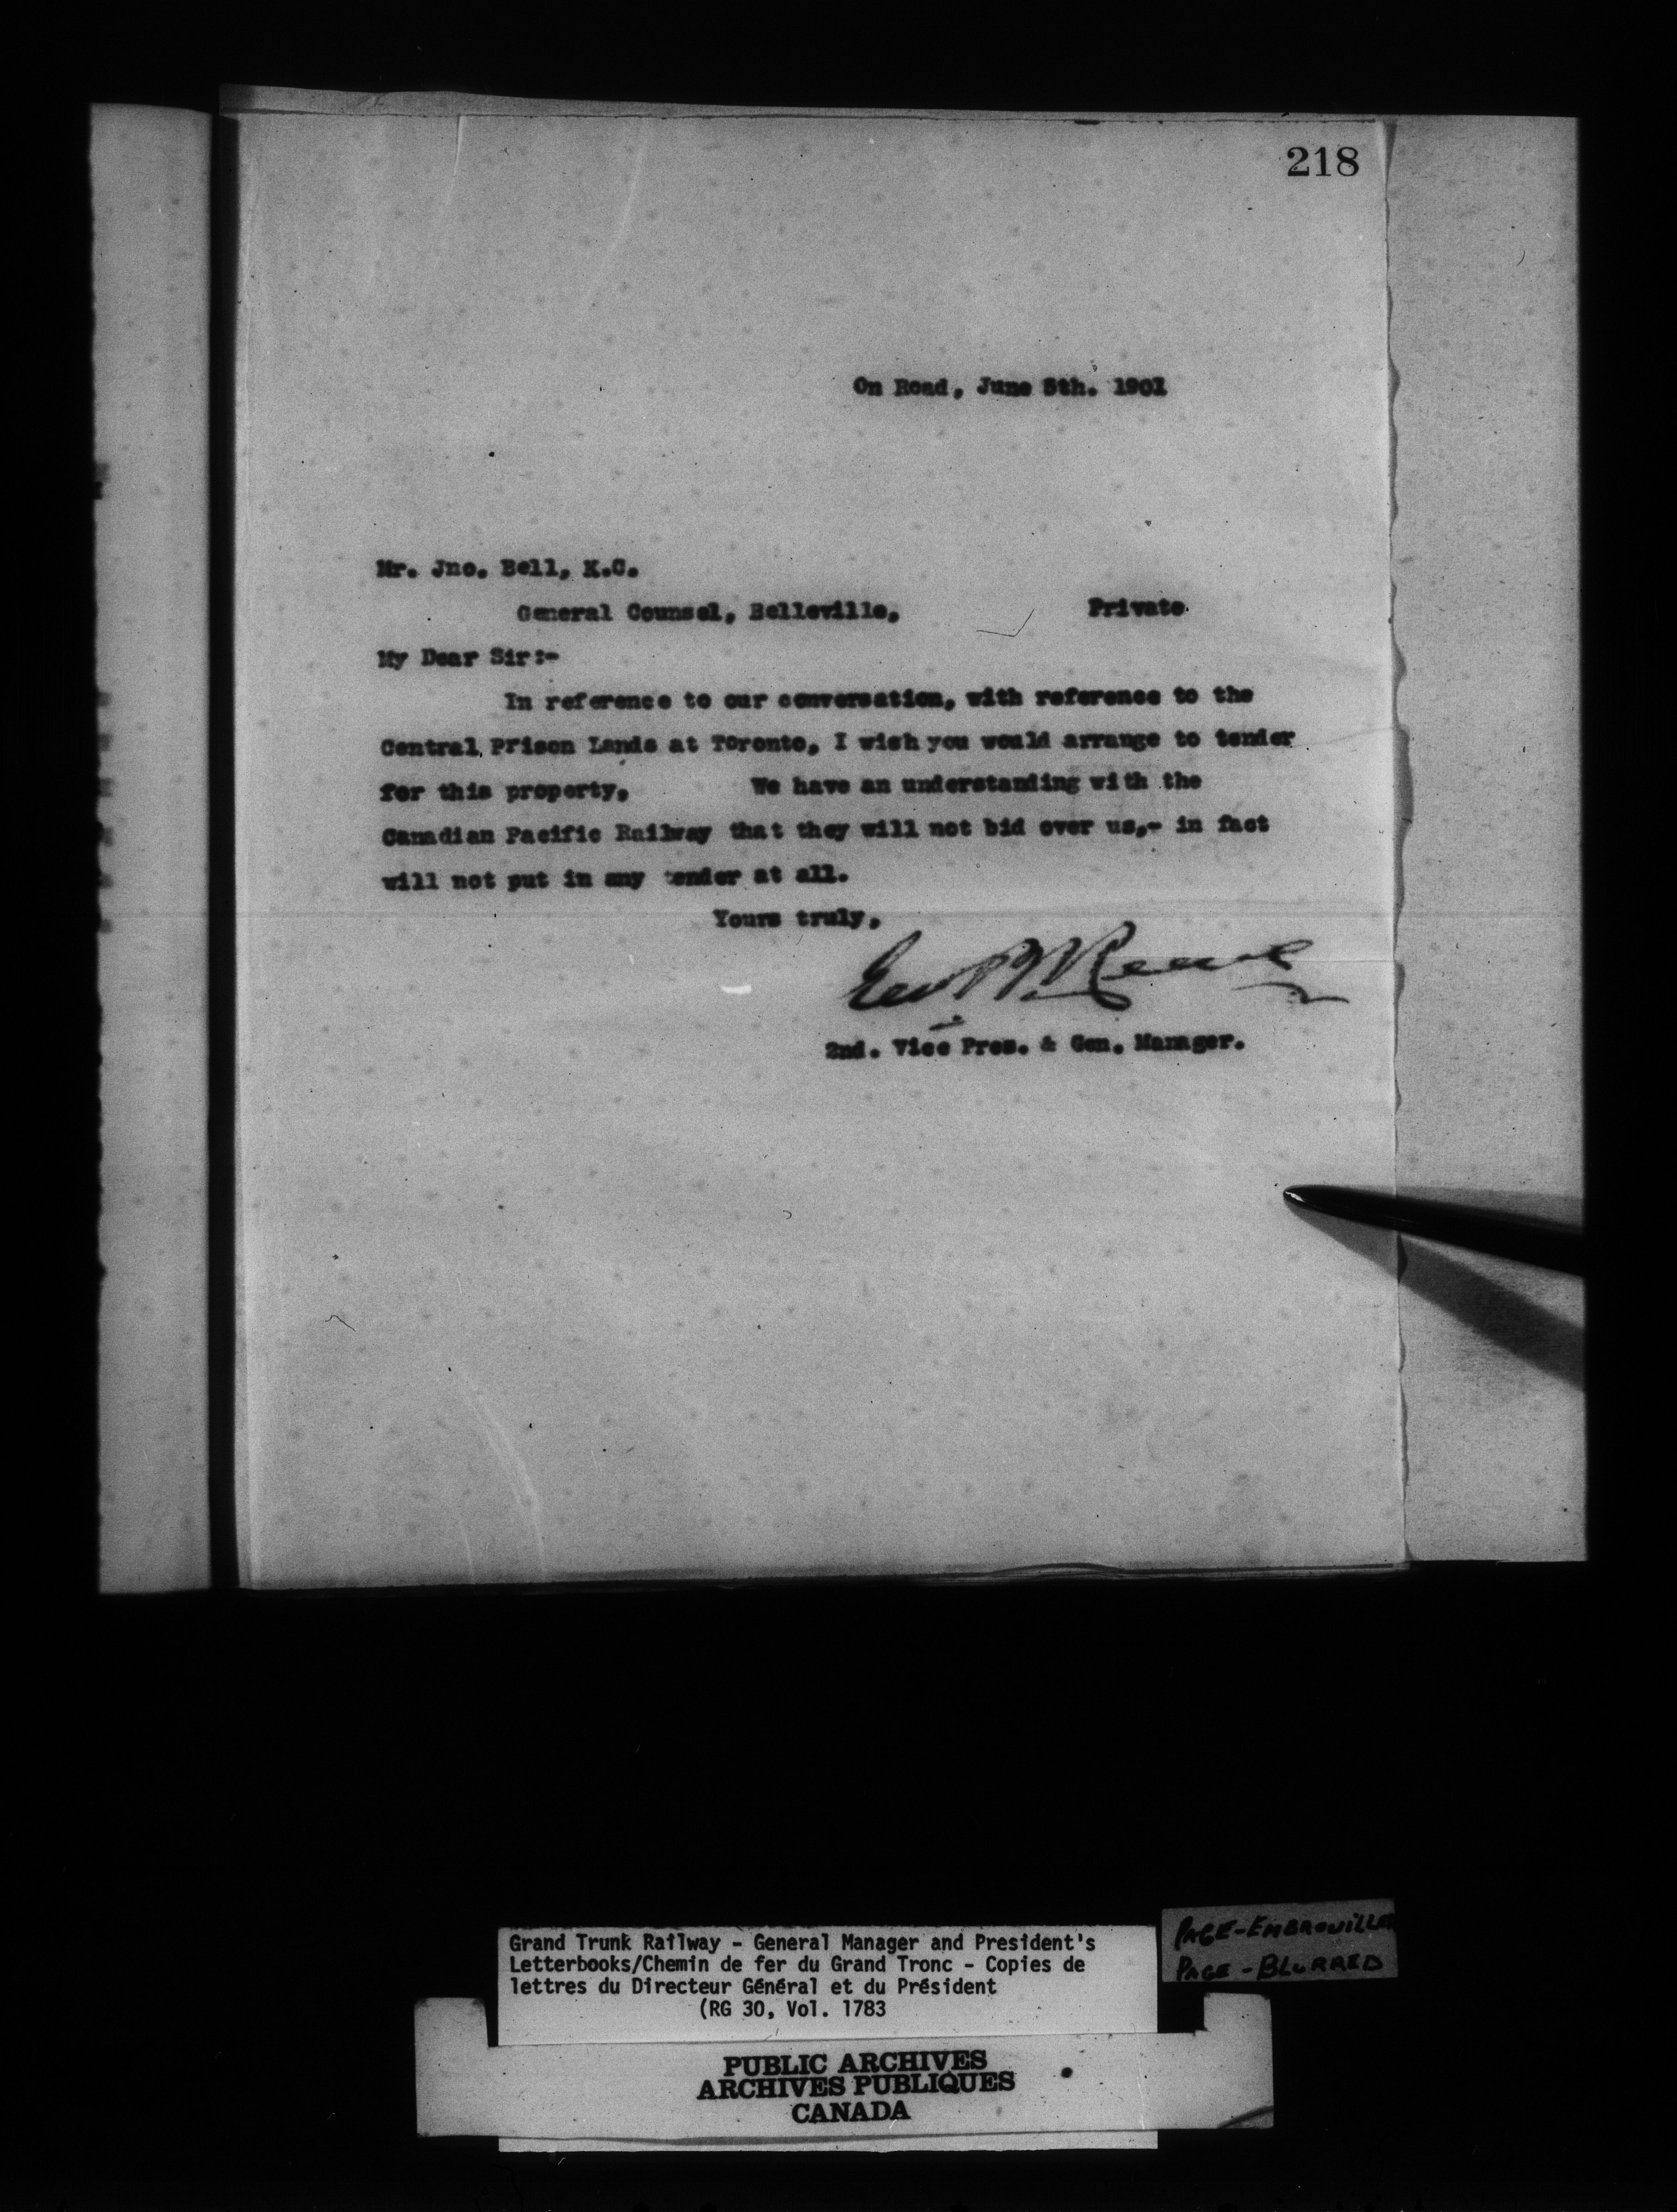 218
On Road, June 8th. 1901
Mr. Jno. Bell, K.C.
General Counsel, Belleville, Private
My Dear Sir:-
In reference to our conversation, with reference to the
Central Prison Lands at Toronto, I wish you would arrange to tender
for this property. We have an understanding with the
Canadian Pacific Railway that they will not bid over us,- in fact
will not put in any tender at all.
Yours truly,
Geo B Reeve
2nd. Vice Pres. & Gen. Manager.
Grand Trunk Railway - General Manager and President's
Letterbooks/Chemin de fer du Grand Tronc - Copies de
lettres du Directeur Général et du Président
(RG 30, Vol. 1783
PAGE-EMBROUILLÉE
PAGE-BLURRED
PUBLIC ARCHIVES
ARCHIVES PUBLIQUES
CANADA